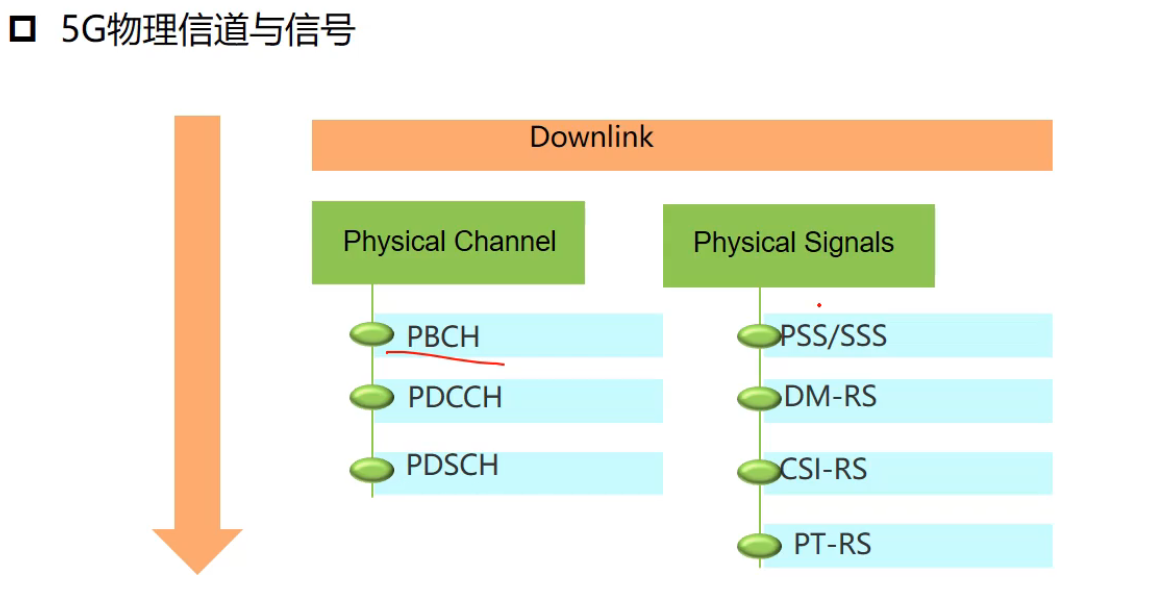 5G物理信道与信号
Downlink
Physical Channel
Physical Signals
PBCH
PSS/SSS
PDCCH
DM-RS
PDSCH
CSI-RS
PT-RS